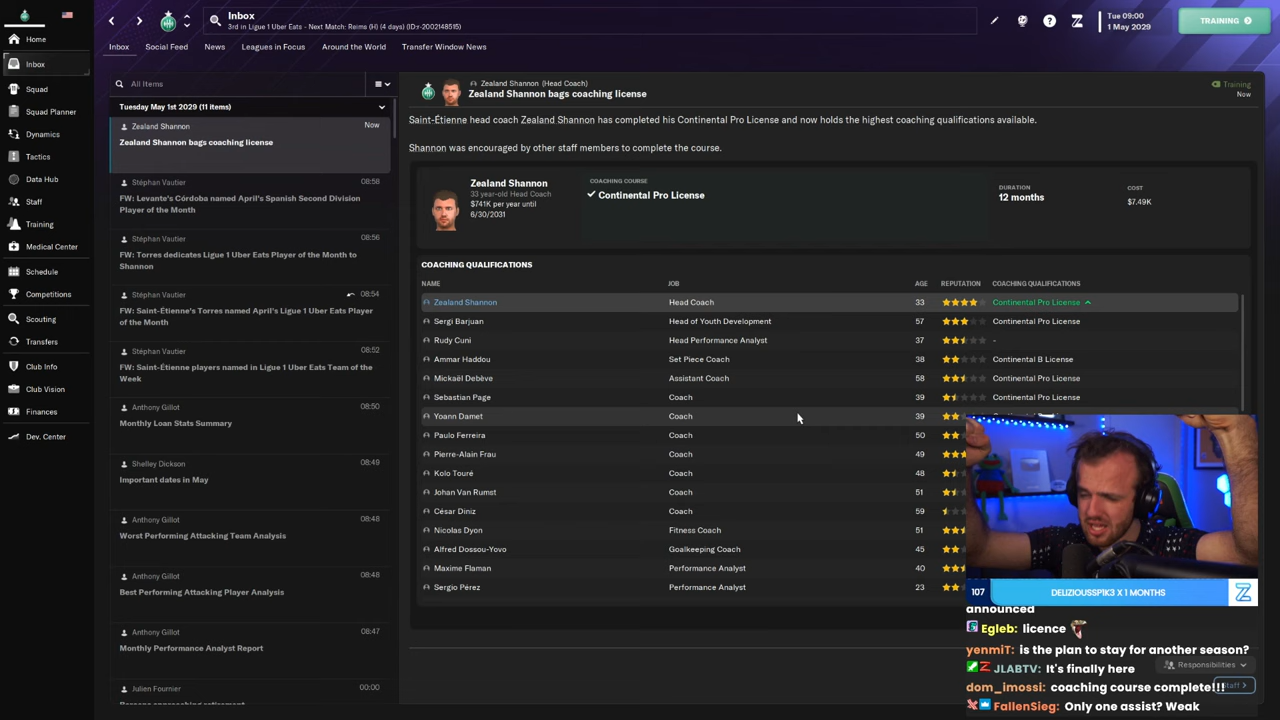 Inbox
3rd in Ligue 1 Uber Eats - Next Match: Reims (H) (4 days) (ID:r-2002148515)
Tue 09:00
1 May 2029
TRAINING
Inbox
Social Feed
News
Leagues in Focus
Around the World
Transfer Window News
Home
Inbox
Squad
Squad Planner
Dynamics
Tactics
Data Hub
Staff
Training
Medical Center
Schedule
Competitions
Scouting
Transfers
Club Info
Club Vision
Finances
Dev. Center
All Items
Tuesday May 1st 2029 (11 items)
Zealand Shannon Now
Zealand Shannon bags coaching license
Stéphan Vautier 08:58
FW: Levante's Córdoba named April's Spanish Second Division
Player of the Month
Stéphan Vautier 08:56
FW: Torres dedicates Ligue 1 Uber Eats Player of the Month to
Shannon
Stéphan Vautier 08:54
FW: Saint-Étienne's Torres named April's Ligue 1 Uber Eats Player
of the Month
Stéphan Vautier 08:52
FW: Saint-Étienne players named in Ligue 1 Uber Eats Team of the
Week
Anthony Gillot 08:50
Monthly Loan Stats Summary
Shelley Dickson 08:49
Important dates in May
Anthony Gillot 08:48
Worst Performing Attacking Team Analysis
Anthony Gillot 08:48
Best Performing Attacking Player Analysis
Anthony Gillot 08:47
Monthly Performance Analyst Report
Julien Fournier 00:00
Zealand Shannon (Head Coach)
Zealand Shannon bags coaching license
Training
Now
Saint-Étienne head coach Zealand Shannon has completed his Continental Pro License and now holds the highest coaching qualifications available.
Shannon was encouraged by other staff members to complete the course.
Zealand Shannon
33 year-old Head Coach
$741K per year until
6/30/2031
COACHING COURSE
Continental Pro License
DURATION
12 months
COST
$7.49K
COACHING QUALIFICATIONS
NAME JOB AGE REPUTATION COACHING QUALIFICATIONS
Zealand Shannon Head Coach 33 Continental Pro License
Sergi Barjuan Head of Youth Development 57 Continental Pro License
Rudy Cuni Head Performance Analyst 37 -
Ammar Haddou Set Piece Coach 38 Continental B License
Mickaël Debève Assistant Coach 58 Continental Pro License
Sebastian Page Coach 39 Continental Pro License
Yoann Damet Coach 39
Paulo Ferreira Coach 50
Pierre-Alain Frau Coach 49
Kolo Touré Coach 48
Johan Van Rumst Coach 51
César Diniz Coach 59
Nicolas Dyon Fitness Coach 51
Alfred Dossou-Yovo Goalkeeping Coach 45
Maxime Flaman Performance Analyst 40
Sergio Pérez Performance Analyst 23
107 DELIZIOUSSP1K3 X 1 MONTHS
announced
Egleb: licence
yenmiT: is the plan to stay for another season?
JLABTV: It's finally here
Responsibilities
dom_imossi: coaching course complete!!!
Staff
FallenSieg: Only one assist? Weak